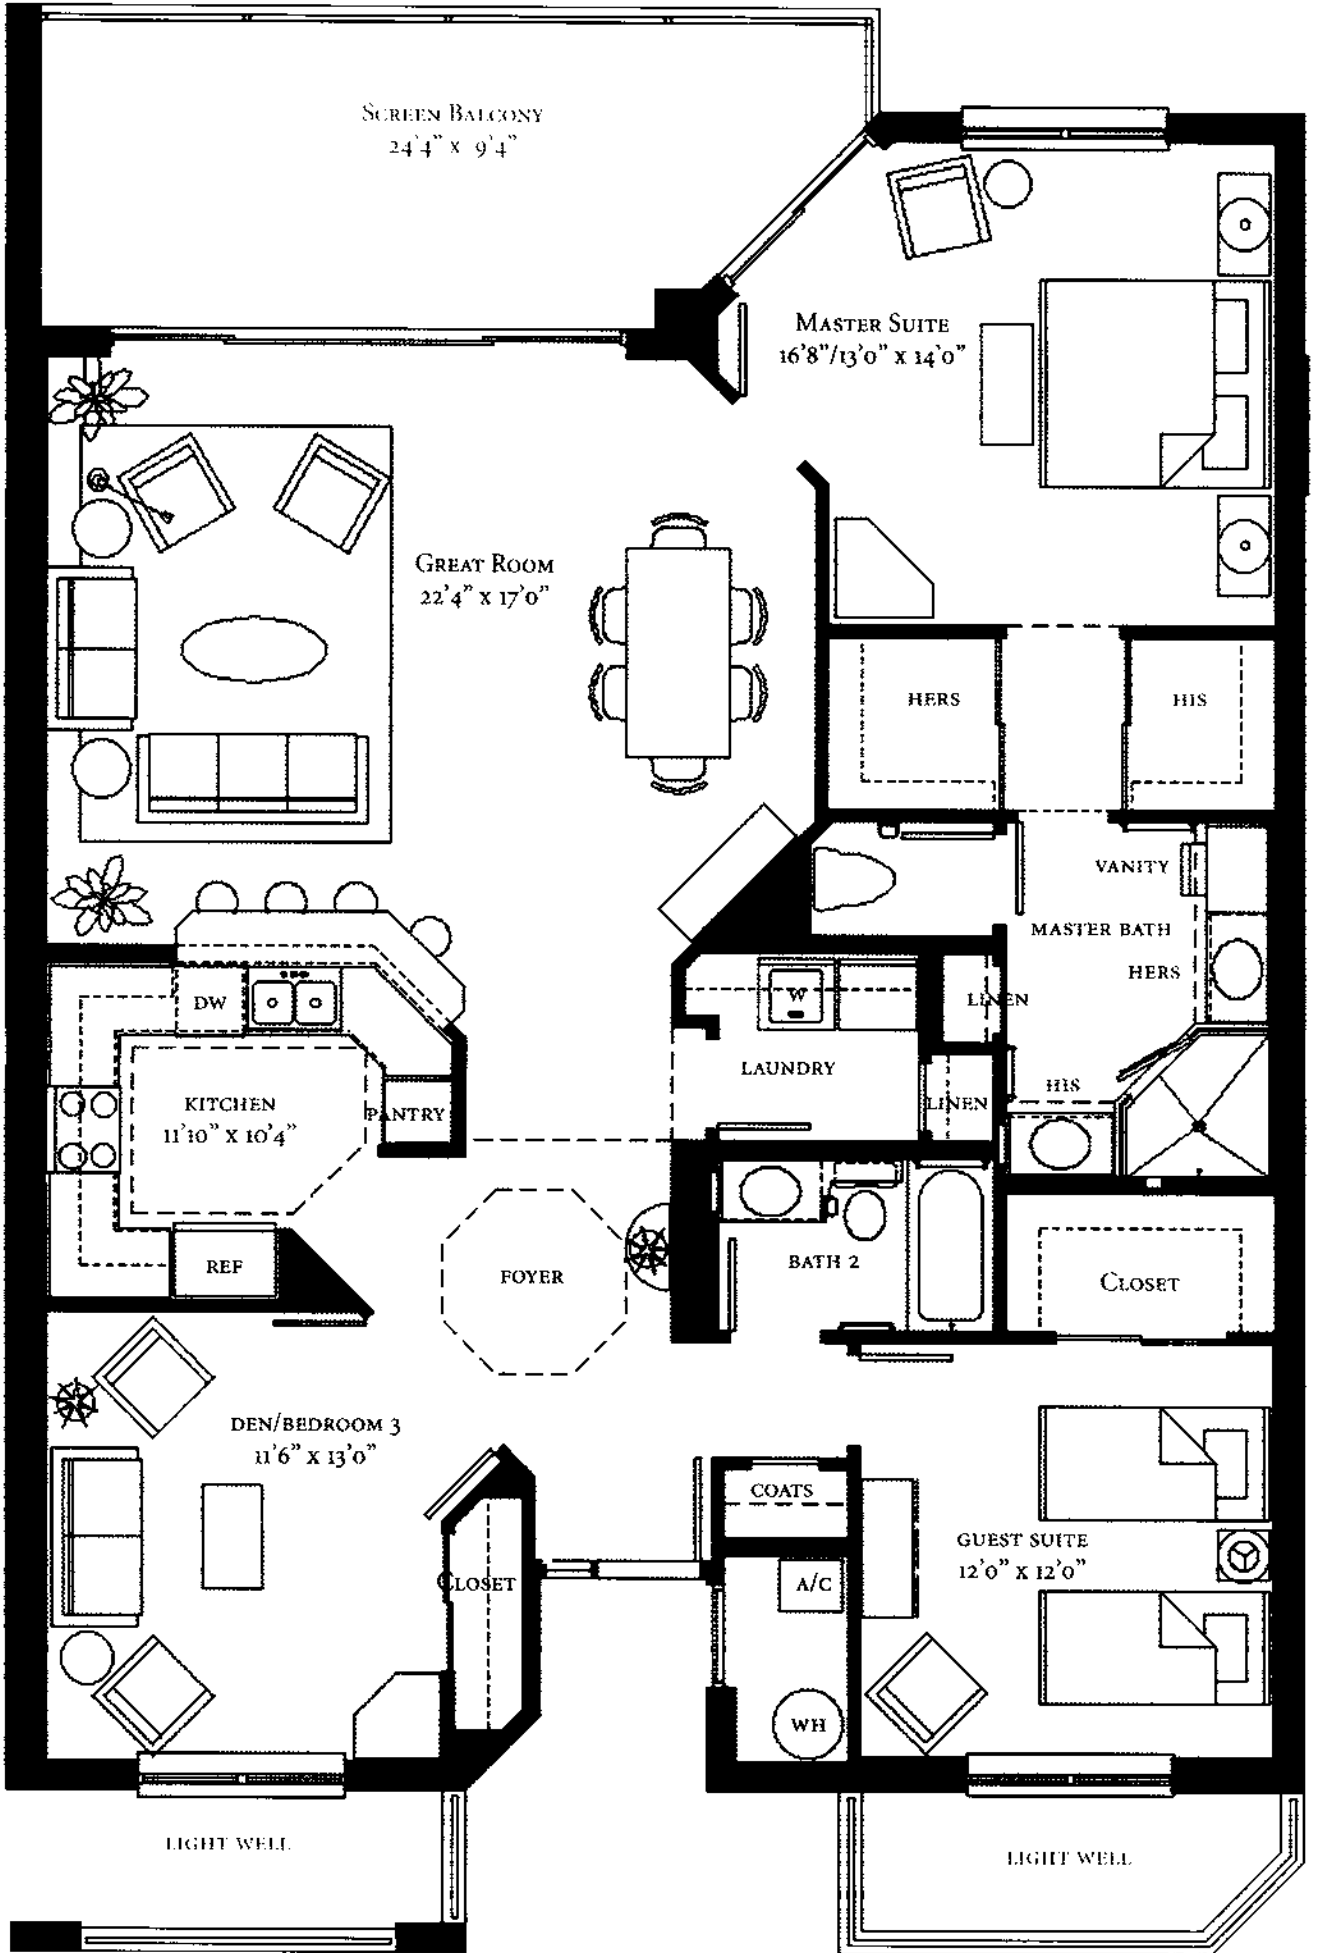 SCREEN BALCONY
24'4" X 9'4"
MASTER SUITE
16'8"/13'0" X 14'0"
GREAT ROOM
22'4" X 17'0"
HERS
HIS
VANITY
MASTER BATH
HERS
LINEN
DW
W
LAUNDRY
LINEN
HIS
KITCHEN
11'10" X 10'4"
PANTRY
REF
FOYER
BATH 2
CLOSET
DEN/BEDROOM 3
11'6" X 13'0"
COATS
GUEST SUITE
12'0" X 12'0"
CLOSET
A/C
WH
LIGHT WELL
LIGHT WELL